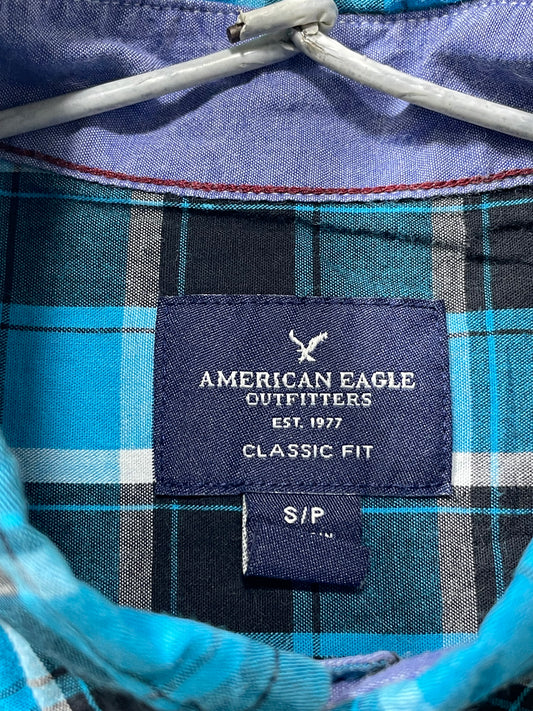 AMERICAN EAGLE
OUTFITTERS
EST. 1977
CLASSIC FIT
S/P